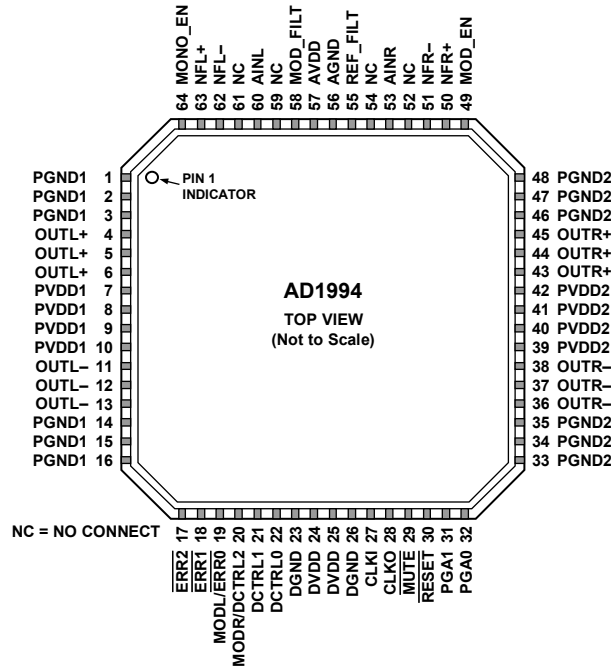 64 MONO_EN
63 NFL+
62 NFL–
61 NC
60 AINL
59 NC
58 MOD_FILT
57 AVDD
56 AGND
55 REF_FILT
54 NC
53 AINR
52 NC
51 NFR–
50 NFR+
49 MOD_EN
PGND1 1
PGND1 2
PGND1 3
OUTL+ 4
OUTL+ 5
OUTL+ 6
PVDD1 7
PVDD1 8
PVDD1 9
PVDD1 10
OUTL– 11
OUTL– 12
OUTL– 13
PGND1 14
PGND1 15
PGND1 16
PIN 1
INDICATOR
AD1994
TOP VIEW
(Not to Scale)
48 PGND2
47 PGND2
46 PGND2
45 OUTR+
44 OUTR+
43 OUTR+
42 PVDD2
41 PVDD2
40 PVDD2
39 PVDD2
38 OUTR–
37 OUTR–
36 OUTR–
35 PGND2
34 PGND2
33 PGND2
NC = NO CONNECT
ERR2 17
ERR1 18
MODL/ERR0 19
MODR/DCTRL2 20
DCTRL1 21
DCTRL0 22
DGND 23
DVDD 24
DVDD 25
DGND 26
CLKI 27
CLKO 28
MUTE 29
RESET 30
PGA1 31
PGA0 32